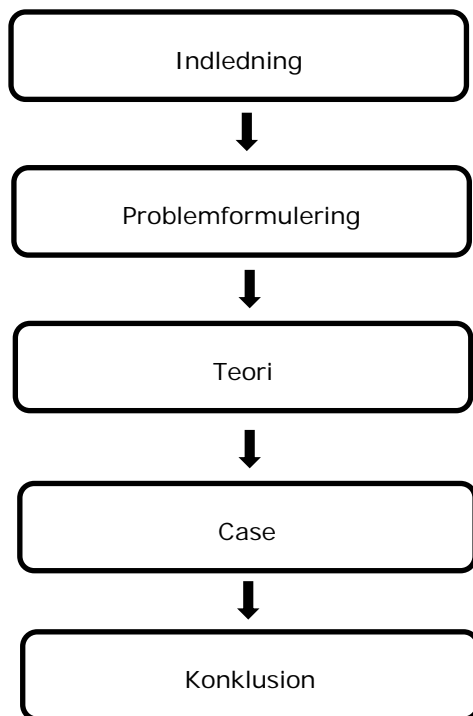 Indledning
Problemformulering
Teori
Case
Konklusion